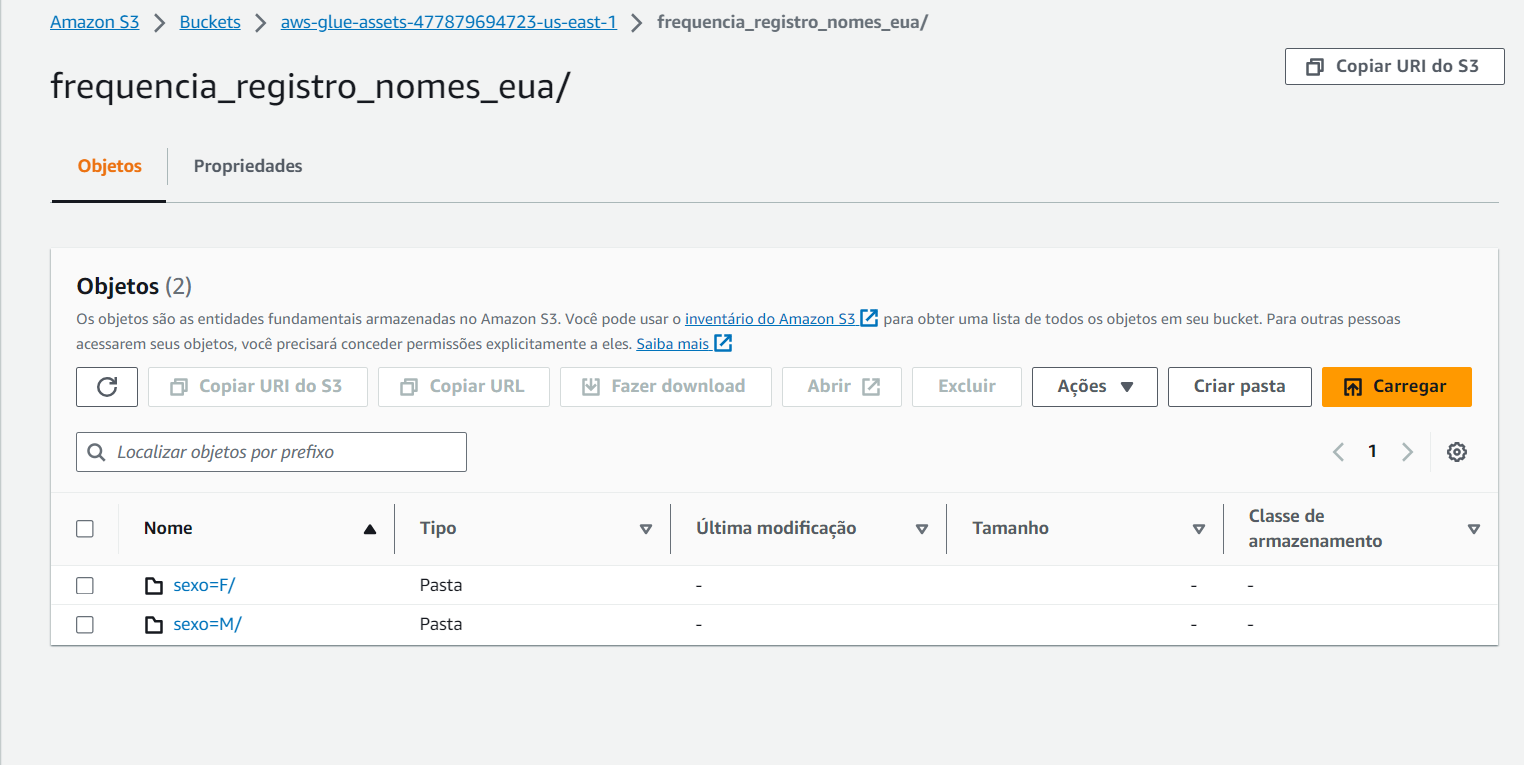 Amazon S3 > Buckets > aws-glue-assets-477879694723-us-east-1 > frequencia_registro_nomes_eua/
frequencia_registro_nomes_eua/
Copiar URI do S3
Objetos Propriedades
Objetos (2)
Os objetos são as entidades fundamentais armazenadas no Amazon S3. Você pode usar o inventário do Amazon S3 para obter uma lista de todos os objetos em seu bucket. Para outras pessoas
acessarem seus objetos, você precisará conceder permissões explicitamente a eles. Saiba mais
Copiar URI do S3 Copiar URL Fazer download Abrir Excluir Ações Criar pasta Carregar
Localizar objetos por prefixo 1
Nome Tipo Última modificação Tamanho Classe de
armazenamento
sexo=F/ Pasta - - -
sexo=M/ Pasta - - -